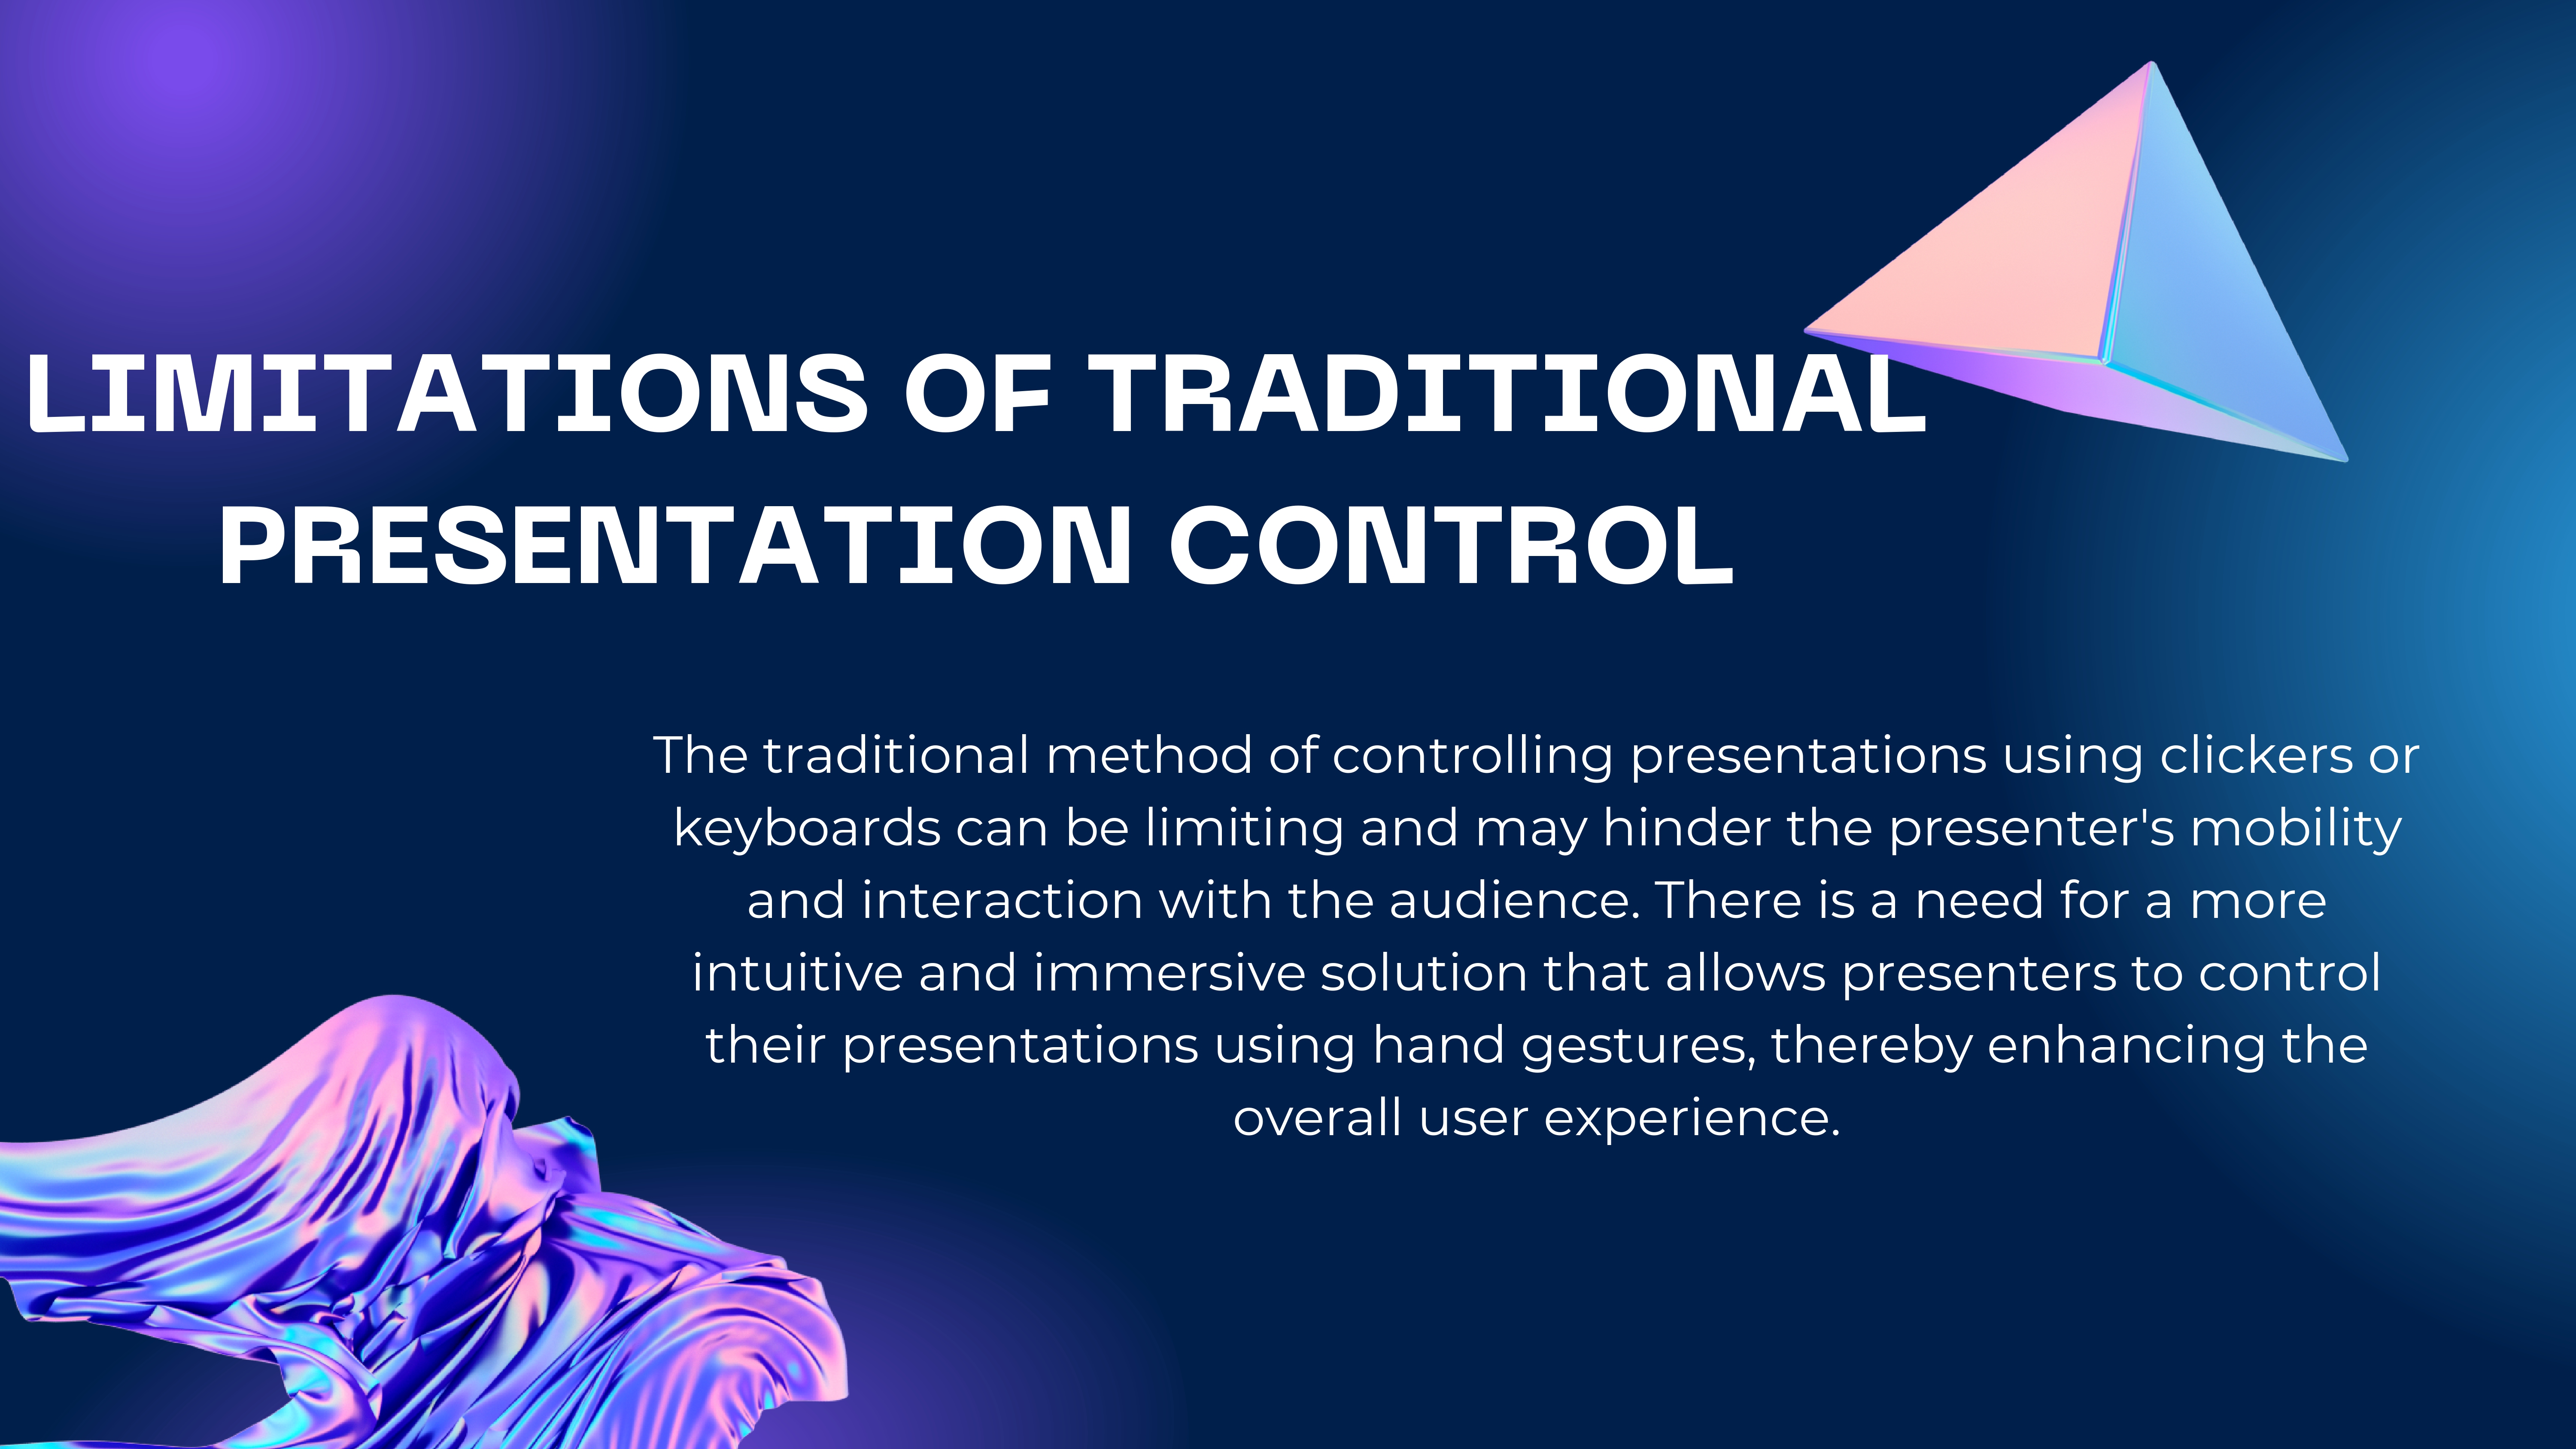 LIMITATIONS OF TRADITIONAL
PRESENTATION CONTROL
The traditional method of controlling presentations using clickers or
keyboards can be limiting and may hinder the presenter's mobility
and interaction with the audience. There is a need for a more
intuitive and immersive solution that allows presenters to control
their presentations using hand gestures, thereby enhancing the
overall user experience.